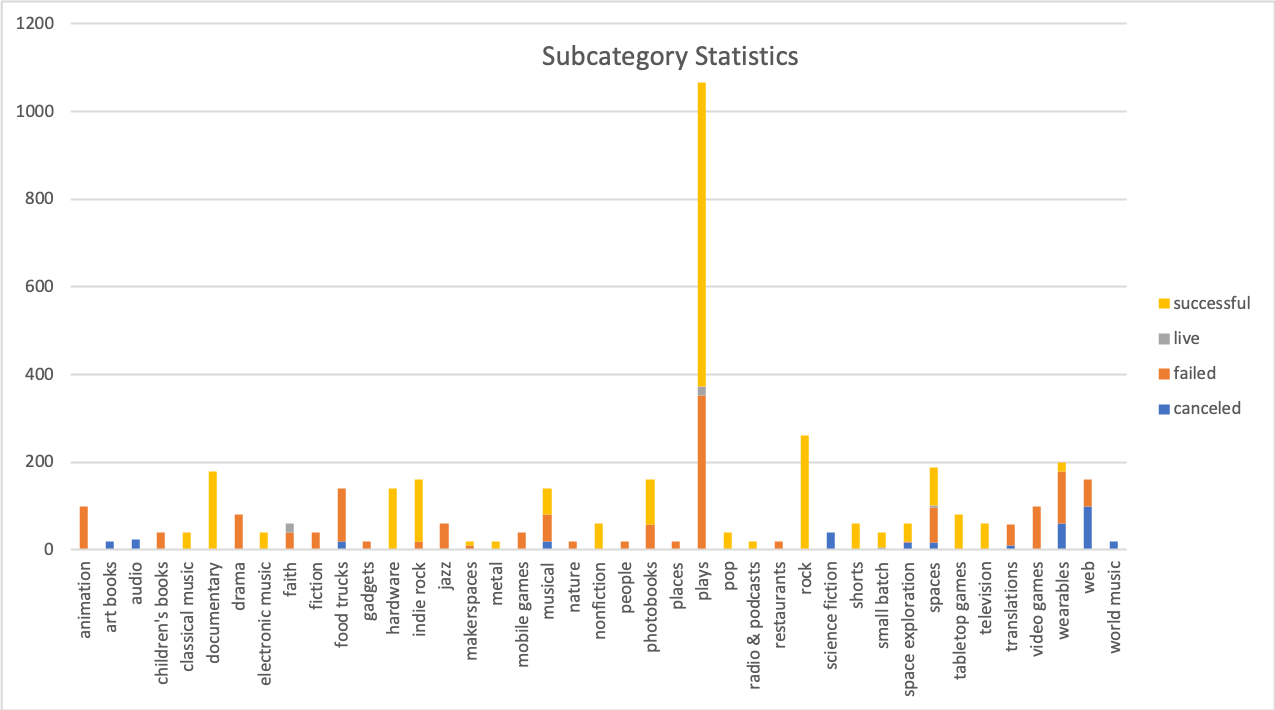 Subcategory Statistics
1200
1000
800
600
400
200
0
animation
art books
audio
children's books
classical music
documentary
drama
electronic music
faith
fiction
food trucks
gadgets
hardware
indie rock
jazz
makerspaces
metal
mobile games
musical
nature
nonfiction
people
photobooks
places
plays
pop
radio & podcasts
restaurants
rock
science fiction
shorts
small batch
space exploration
spaces
tabletop games
television
translations
video games
wearables
web
world music
successful
live
failed
canceled